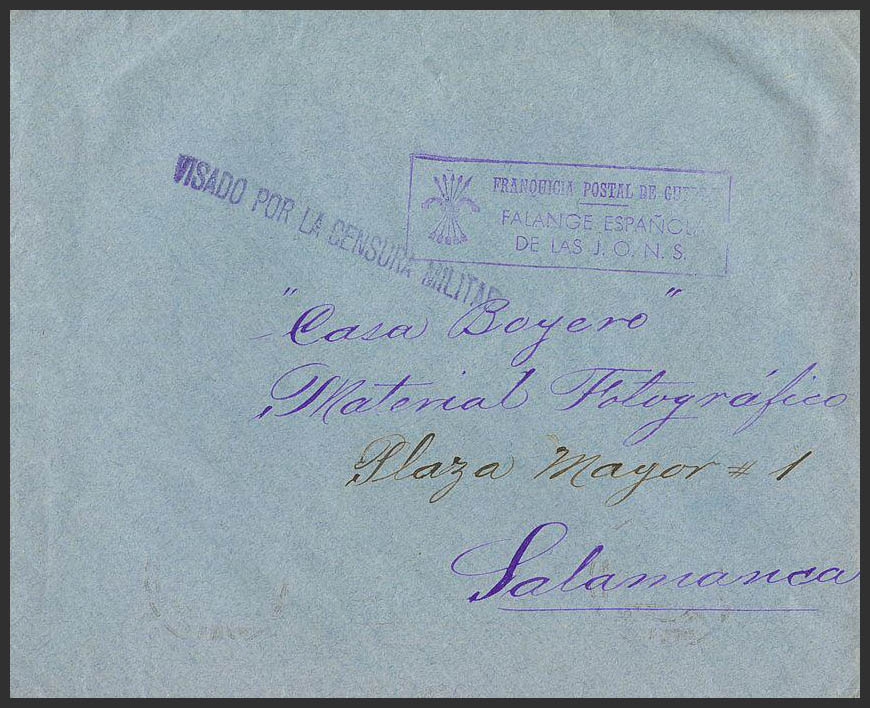 VISADO POR LA CENSURA MILITAR
FRANQUICIA POSTAL DE
FALANGE ESPAÑOLA
DE LAS J. O. N. S.
"Casa Boyero"
Material Fotográfico
Plaza Mayor # 1
Salamanca